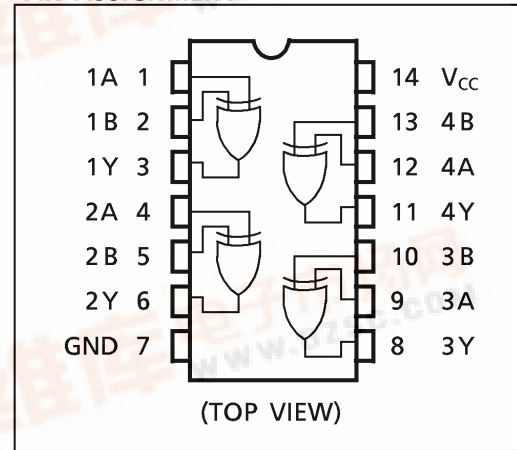 1A 1 14 VCC
1B 2 13 4B
1Y 3 12 4A
2A 4 11 4Y
2B 5 10 3B
2Y 6 9 3A
GND 7 8 3Y
(TOP VIEW)